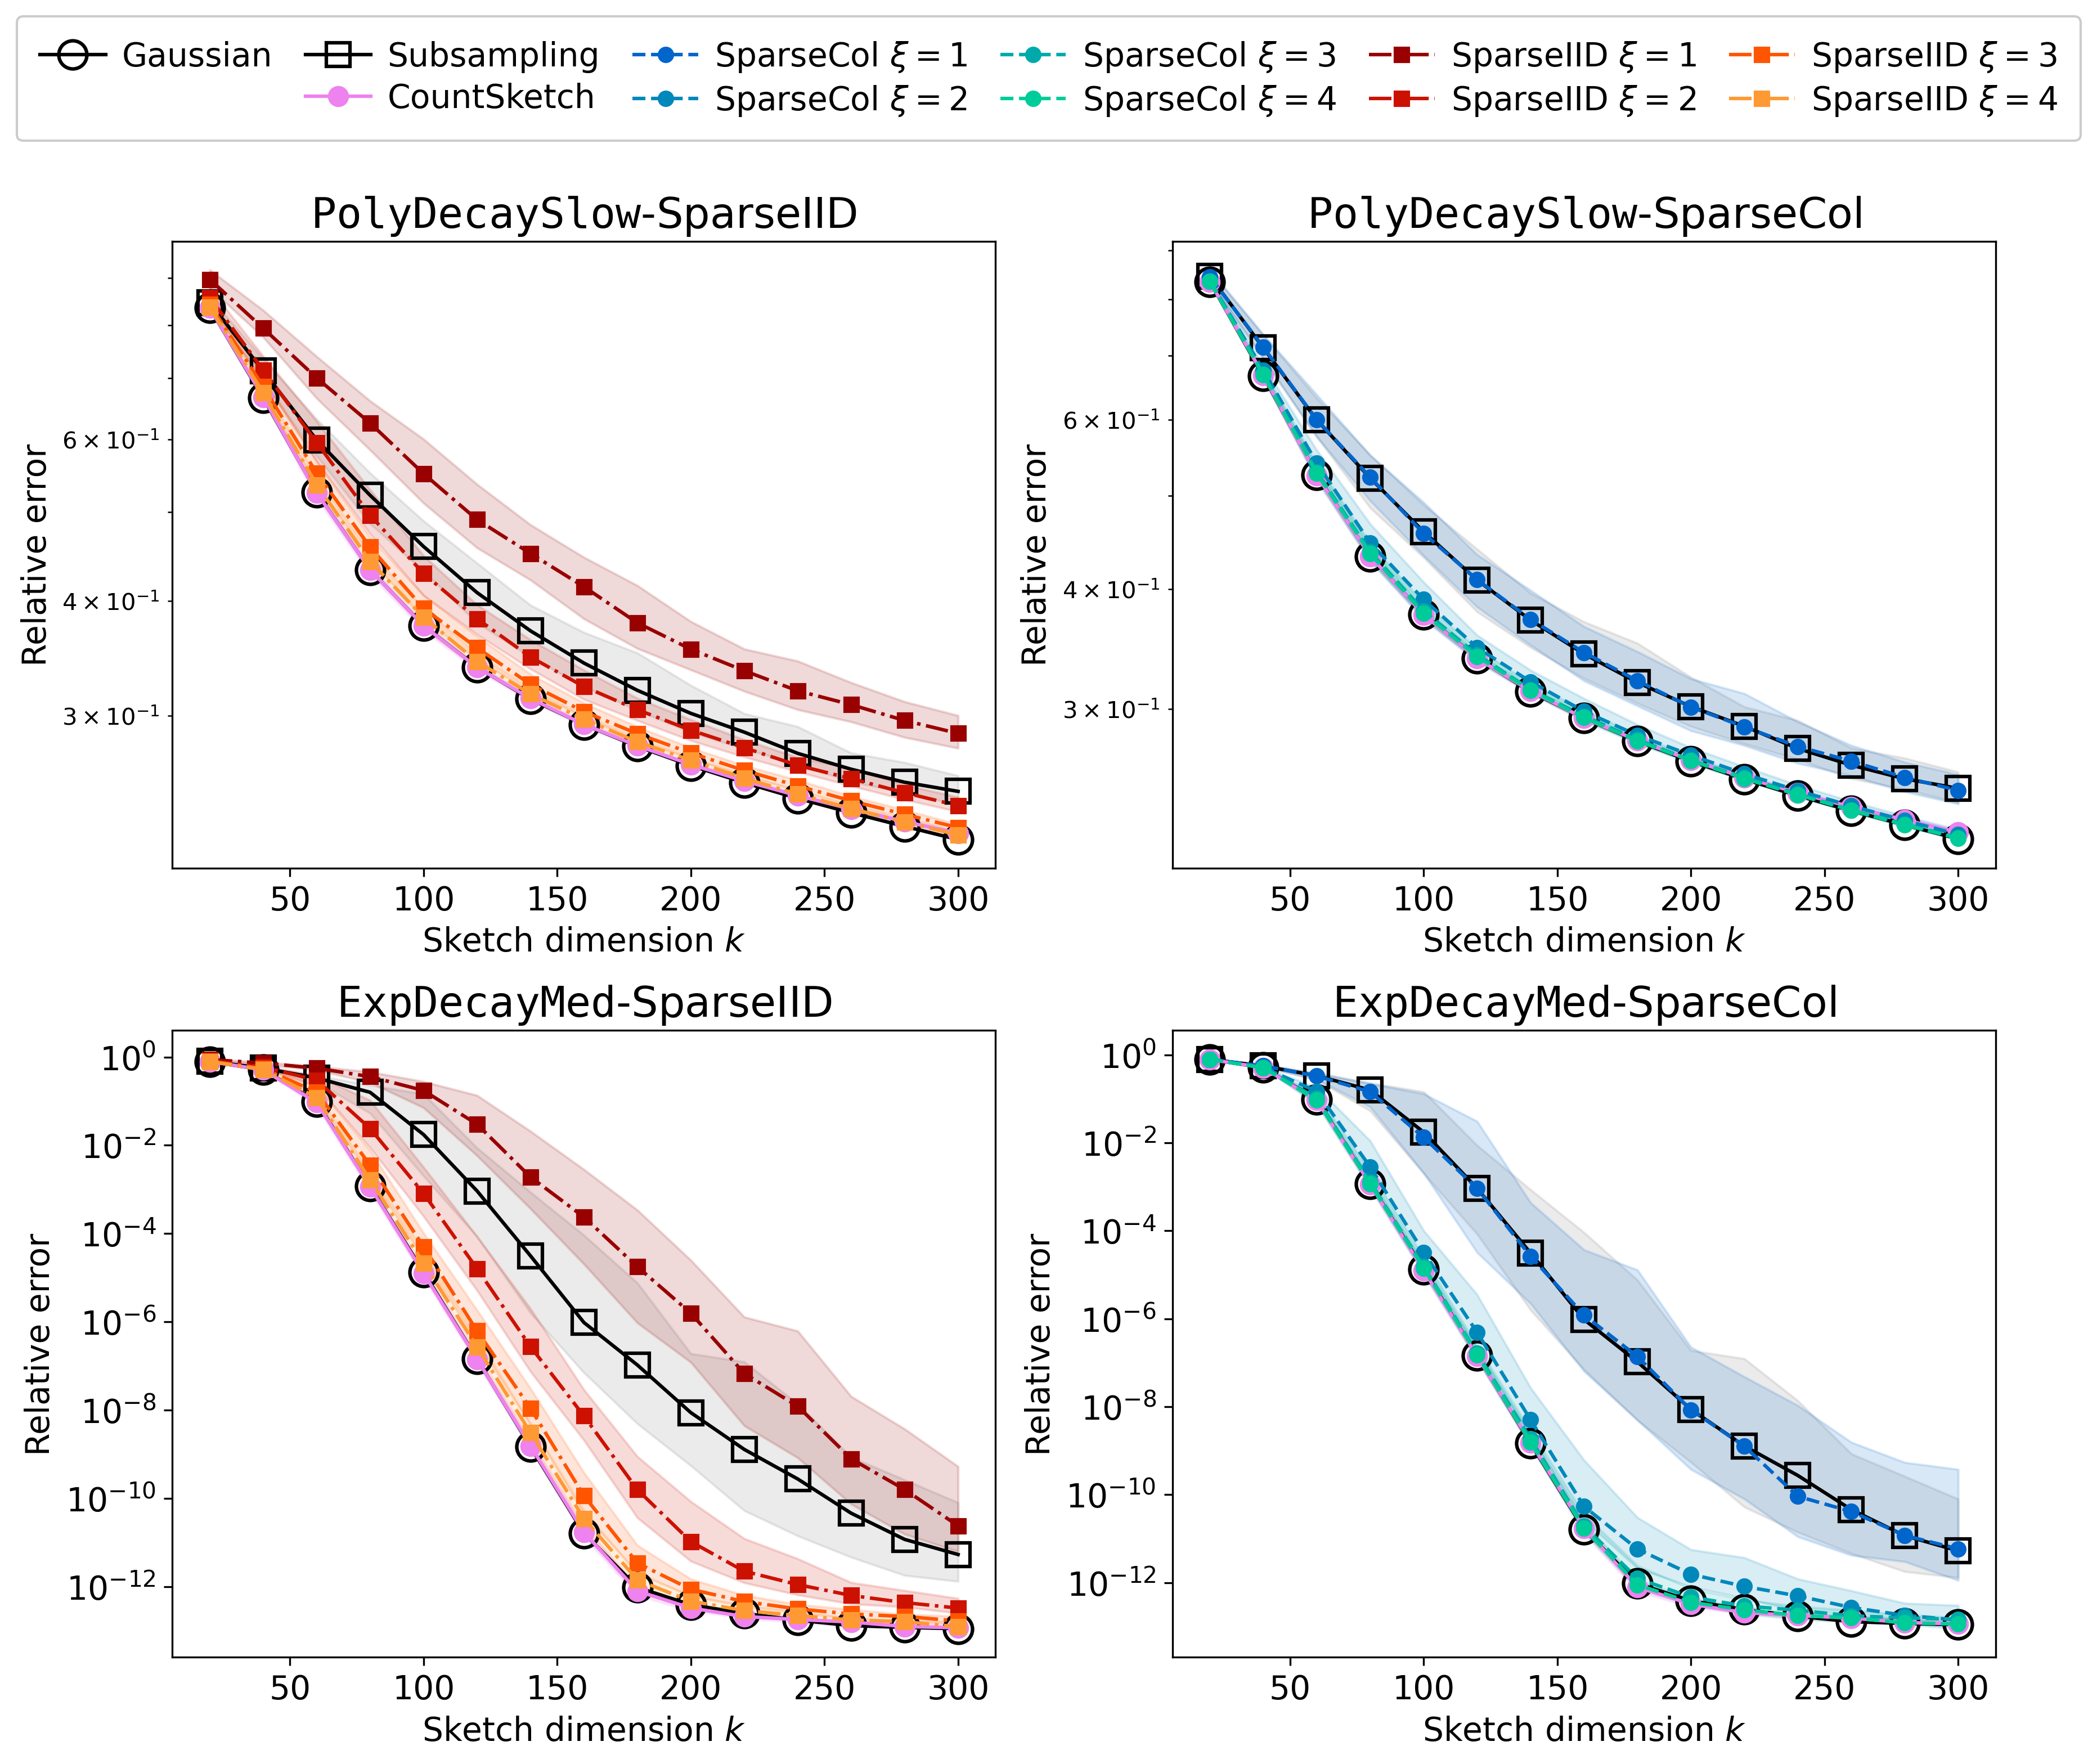 Gaussian Subsampling SparseCol ξ = 1 SparseCol ξ = 3 SparseIID ξ = 1 SparseIID ξ = 3
CountSketch SparseCol ξ = 2 SparseCol ξ = 4 SparseIID ξ = 2 SparseIID ξ = 4
PolyDecaySlow-SparseIID
Relative error
6 × 10⁻¹
4 × 10⁻¹
3 × 10⁻¹
50 100 150 200 250 300
Sketch dimension k
PolyDecaySlow-SparseCol
Relative error
6 × 10⁻¹
4 × 10⁻¹
3 × 10⁻¹
50 100 150 200 250 300
Sketch dimension k
ExpDecayMed-SparseIID
Relative error
10⁰
10⁻²
10⁻⁴
10⁻⁶
10⁻⁸
10⁻¹⁰
10⁻¹²
50 100 150 200 250 300
Sketch dimension k
ExpDecayMed-SparseCol
Relative error
10⁰
10⁻²
10⁻⁴
10⁻⁶
10⁻⁸
10⁻¹⁰
10⁻¹²
50 100 150 200 250 300
Sketch dimension k